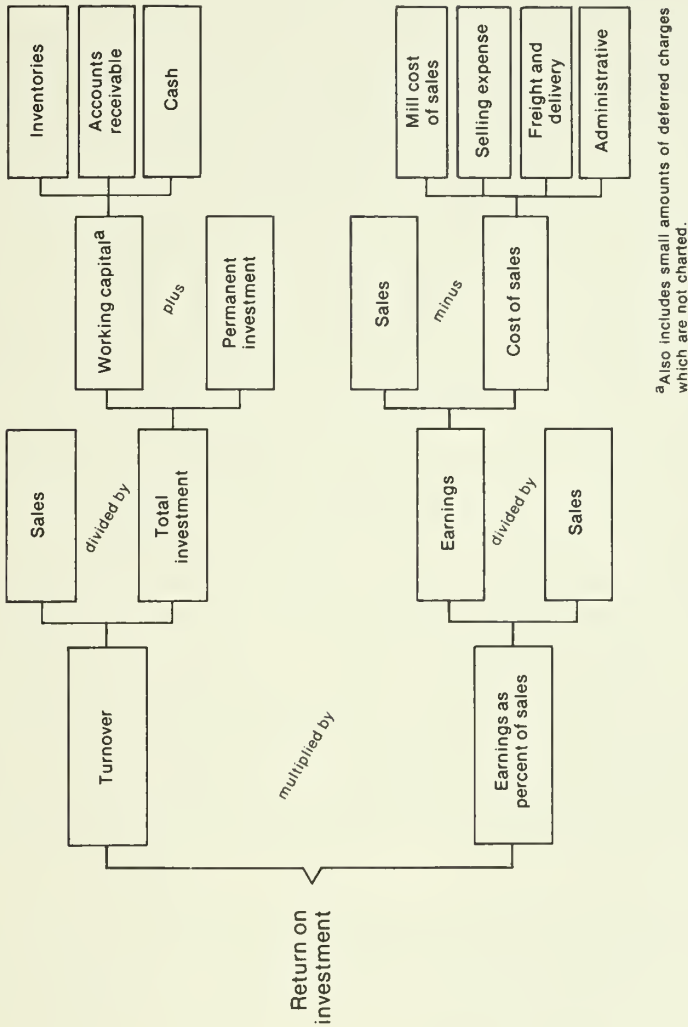 Return on
investment
Turnover
multiplied by
Earnings as
percent of sales
Sales
divided by
Total
investment
Earnings
divided by
Sales
Working capitalᵃ
plus
Permanent
investment
Sales
minus
Cost of sales
Inventories
Accounts
receivable
Cash
Mill cost
of sales
Selling expense
Freight and
delivery
Administrative
ᵃAlso includes small amounts of deferred charges
which are not charted.